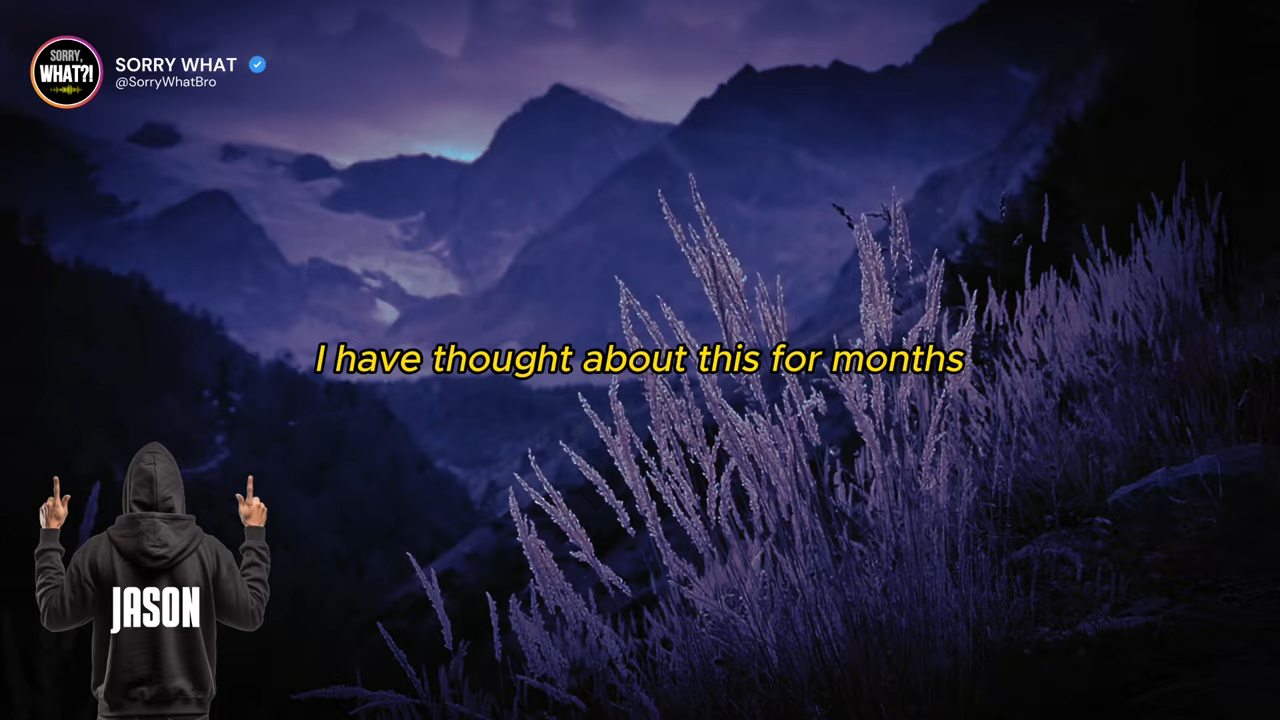 SORRY,
WHAT?!
SORRY WHAT
@SorryWhatBro
I have thought about this for months
JASON